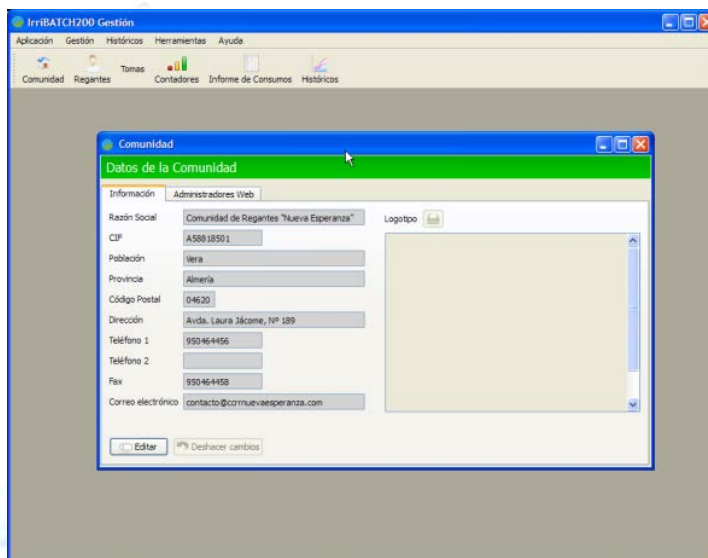 IrriBATCH200 Gestión
Aplicación Gestión Históricos Herramientas Ayuda
Comunidad Regantes Tomas Contadores Informe de Consumos Históricos
Comunidad
Datos de la Comunidad
Información Administradores Web
Razón Social Comunidad de Regantes "Nueva Esperanza" Logotipo
CIF A58818501
Población Vera
Provincia Almería
Código Postal 04620
Dirección Avda. Laura Jácome, Nº 189
Teléfono 1 950464456
Teléfono 2
Fax 950464458
Correo electrónico contacto@ccrrnuevaesperanza.com
Editar Deshacer cambios